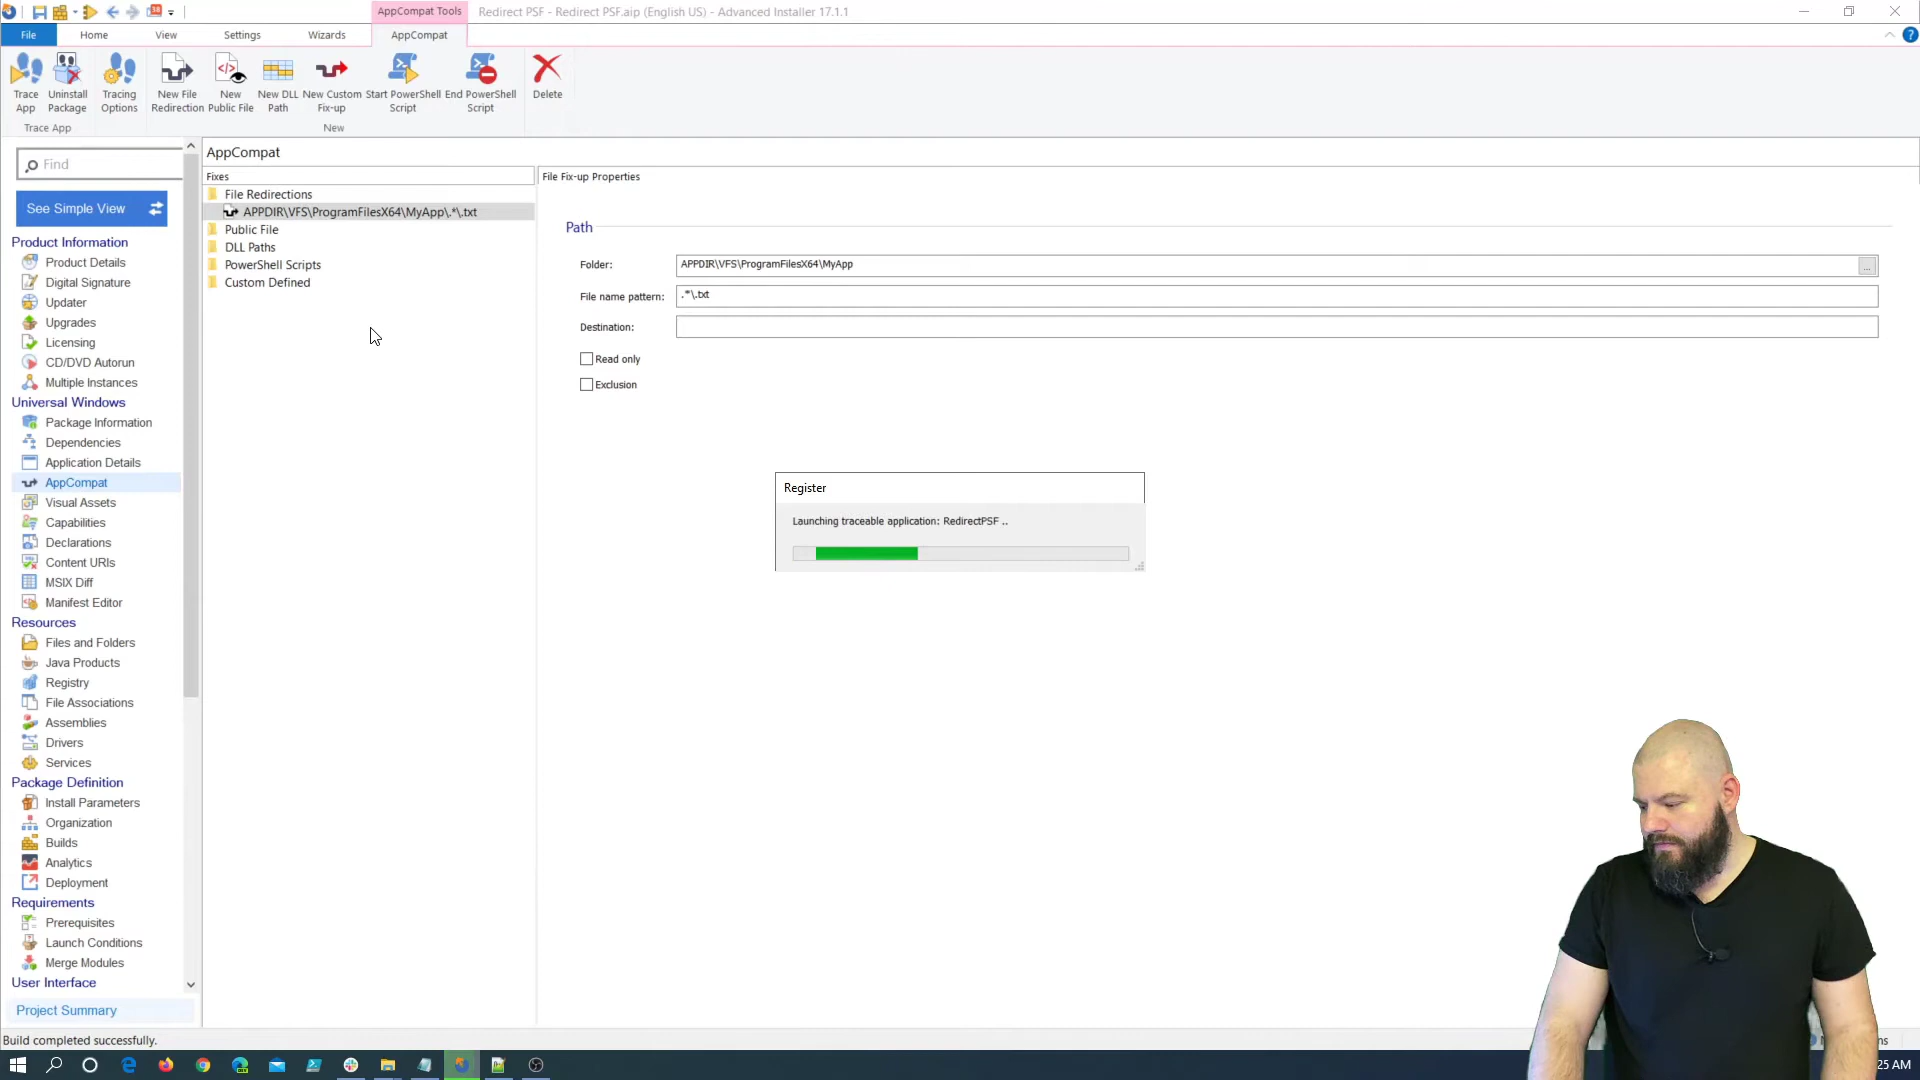 AppCompat Tools
Redirect PSF - Redirect PSF.aip (English US) - Advanced Installer 17.1.1
File
Home
View
Settings
Wizards
AppCompat
Trace App
Uninstall Package
Tracing Options
New File Redirection
New Public File
New DLL Path
New Custom Fix-up
Start PowerShell Script
End PowerShell Script
Delete
Trace App
New
Find
See Simple View
Product Information
Product Details
Digital Signature
Updater
Upgrades
Licensing
CD/DVD Autorun
Multiple Instances
Universal Windows
Package Information
Dependencies
Application Details
AppCompat
Visual Assets
Capabilities
Declarations
Content URIs
MSIX Diff
Manifest Editor
Resources
Files and Folders
Java Products
Registry
File Associations
Assemblies
Drivers
Services
Package Definition
Install Parameters
Organization
Builds
Analytics
Deployment
Requirements
Prerequisites
Launch Conditions
Merge Modules
User Interface
Project Summary
AppCompat
Fixes
File Redirections
APPDIR\VFS\ProgramFilesX64\MyApp\.*\.txt
Public File
DLL Paths
PowerShell Scripts
Custom Defined
File Fix-up Properties
Path
Folder:
APPDIR\VFS\ProgramFilesX64\MyApp
...
File name pattern:
.*\.txt
Destination:
Read only
Exclusion
Register
Launching traceable application: RedirectPSF ..
Build completed successfully.
25 AM